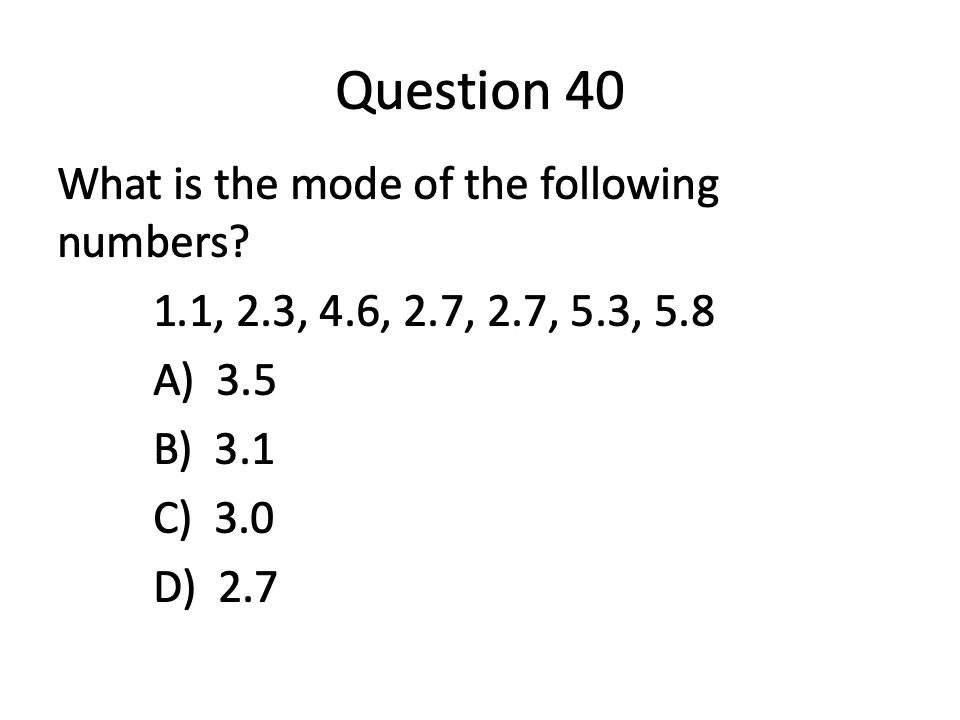 Question 40
What is the mode of the following
numbers?
1.1, 2.3, 4.6, 2.7, 2.7, 5.3, 5.8
A) 3.5
B) 3.1
C) 3.0
D) 2.7